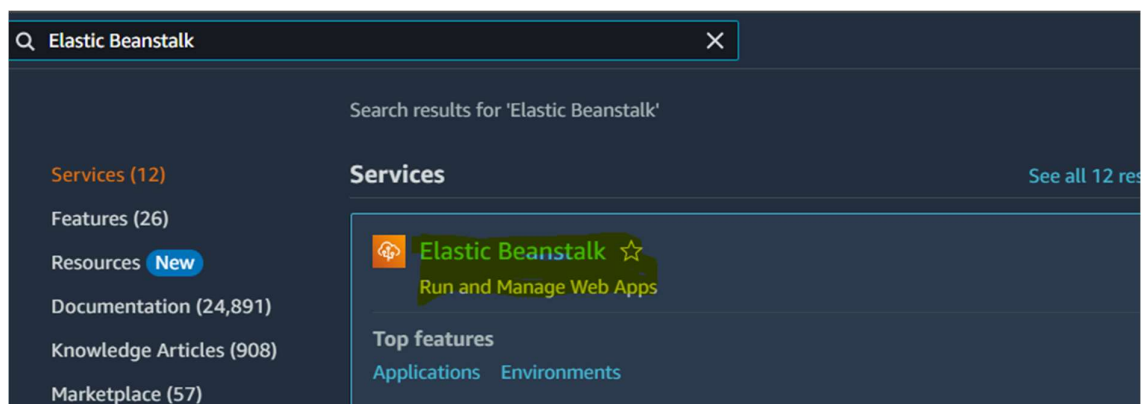 Elastic Beanstalk
Search results for 'Elastic Beanstalk'
Services (12)
Features (26)
Resources New
Documentation (24,891)
Knowledge Articles (908)
Marketplace (57)
Services
See all 12 res
Elastic Beanstalk
Run and Manage Web Apps
Top features
Applications Environments